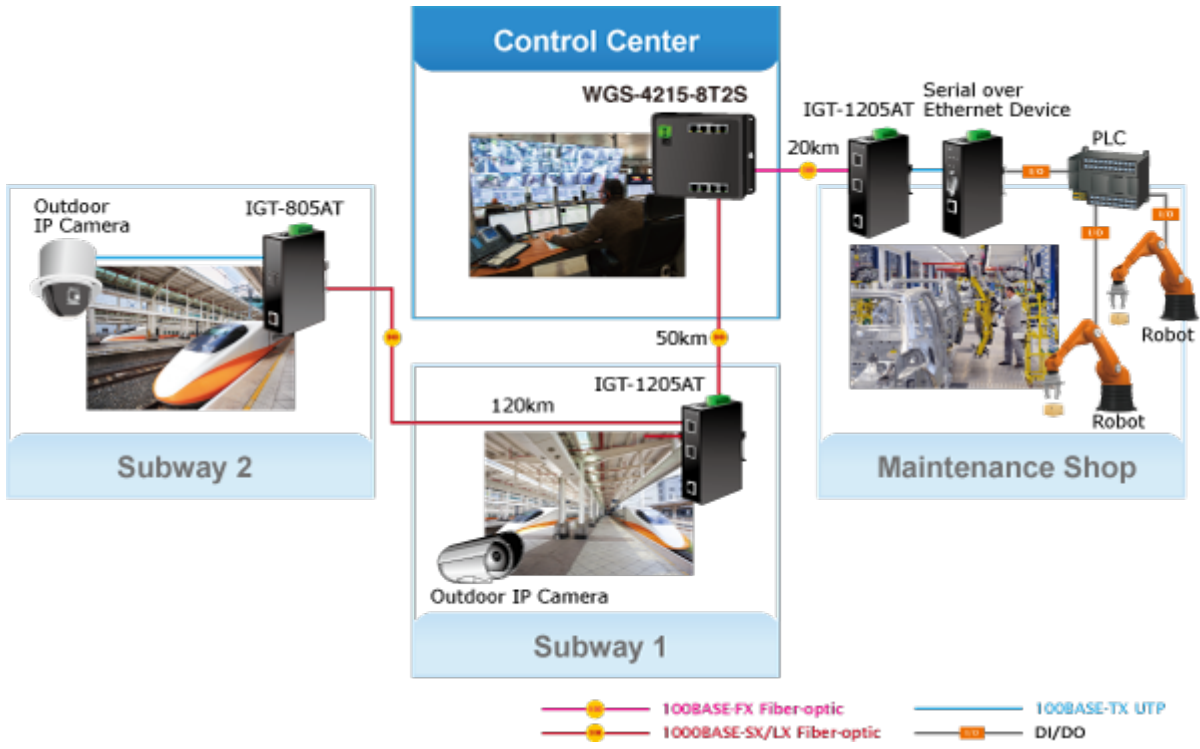 Control Center
WGS-4215-8T2S
Serial over
Ethernet Device
IGT-1205AT
PLC
20km
I/O
I/O
I/O
Outdoor
IP Camera
IGT-805AT
Robot
Robot
50km
IGT-1205AT
120km
Subway 2
Maintenance Shop
Outdoor IP Camera
Subway 1
100BASE-FX Fiber-optic
100BASE-TX UTP
1000BASE-SX/LX Fiber-optic
I/O
DI/DO